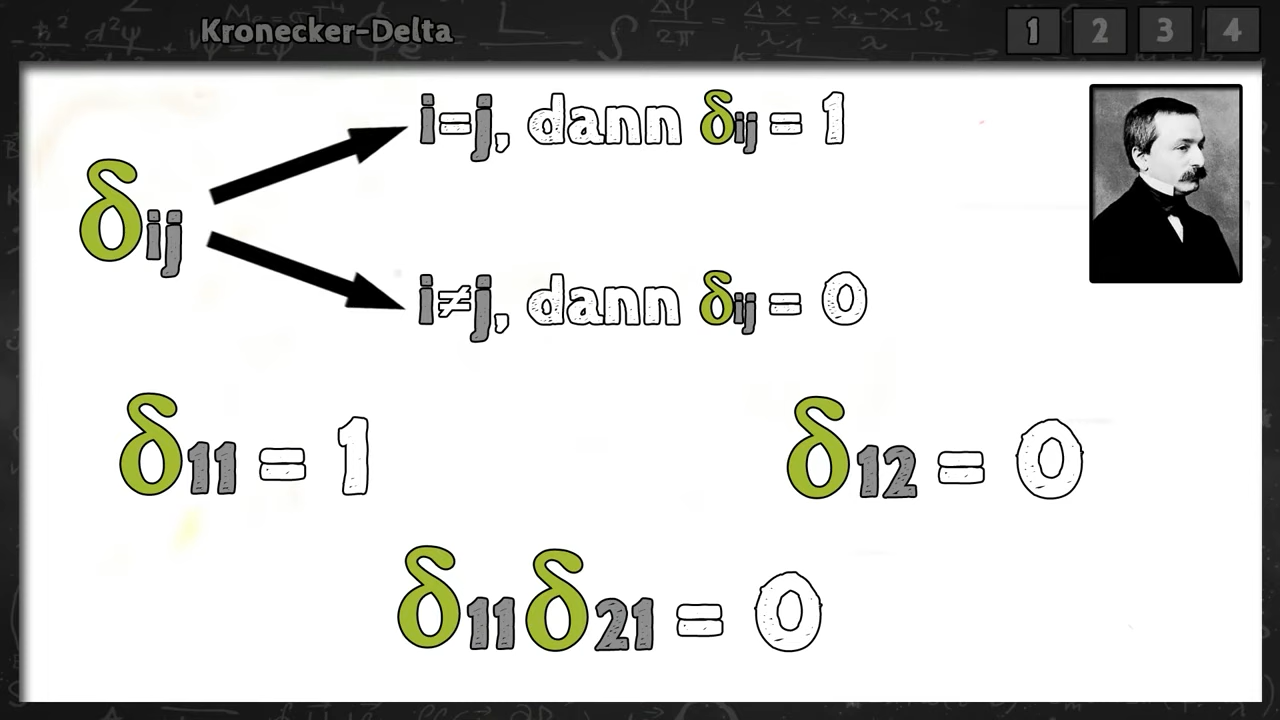 Kronecker-Delta
1 2 3 4
i=j, dann δij = 1
δij
i≠j, dann δij = 0
δ11 = 1
δ12 = 0
δ11δ21 = 0